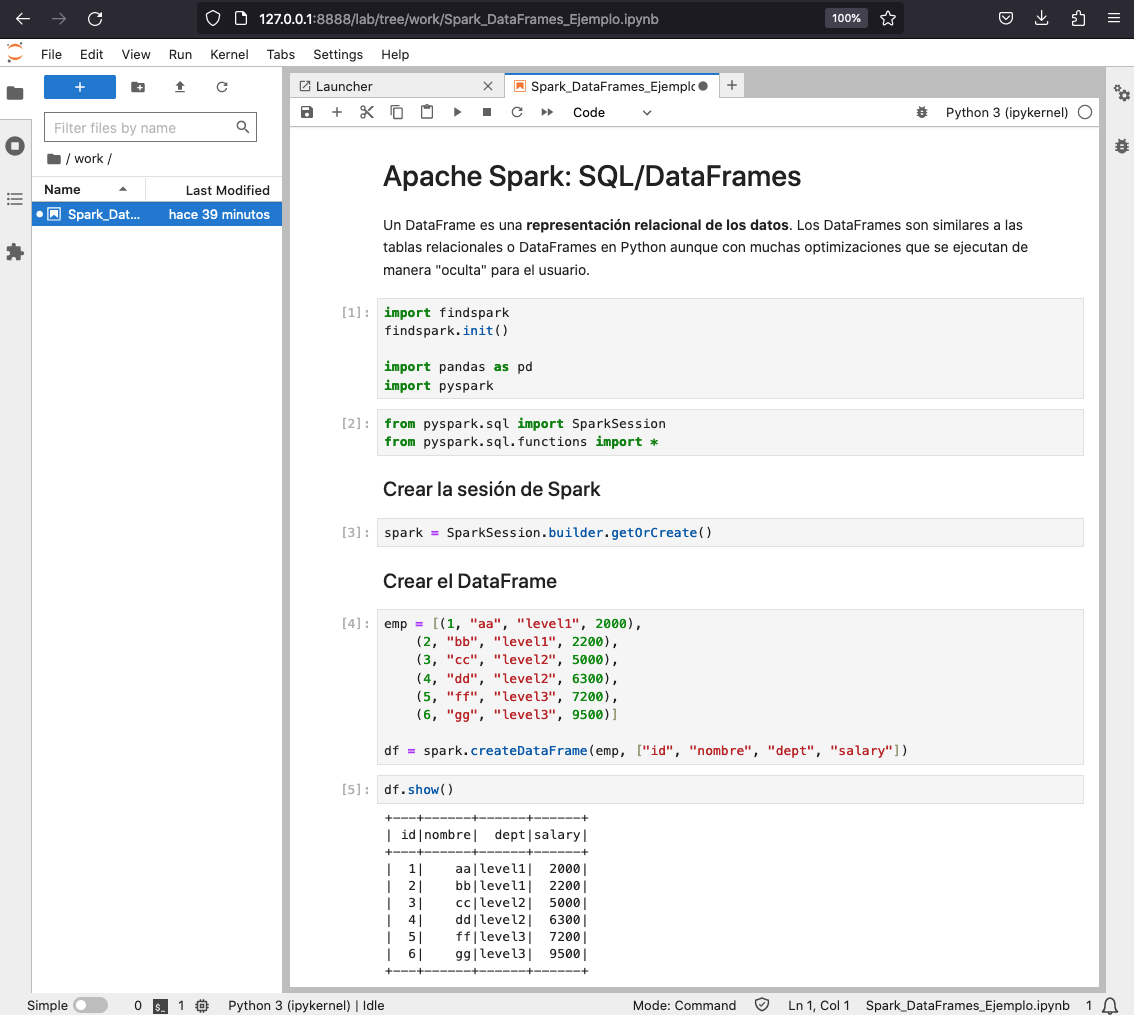 127.0.0.1:8888/lab/tree/work/Spark_DataFrames_Ejemplo.ipynb
100%
File Edit View Run Kernel Tabs Settings Help
+
Filter files by name
/ work /
Name Last Modified
Spark_Dat... hace 39 minutos
Launcher
Spark_DataFrames_Ejemplo
Code
Python 3 (ipykernel)
Apache Spark: SQL/DataFrames
Un DataFrame es una representación relacional de los datos. Los DataFrames son similares a las
tablas relacionales o DataFrames en Python aunque con muchas optimizaciones que se ejecutan de
manera "oculta" para el usuario.
[1]: import findspark
findspark.init()
import pandas as pd
import pyspark
[2]: from pyspark.sql import SparkSession
from pyspark.sql.functions import *
Crear la sesión de Spark
[3]: spark = SparkSession.builder.getOrCreate()
Crear el DataFrame
[4]: emp = [(1, "aa", "level1", 2000),
(2, "bb", "level1", 2200),
(3, "cc", "level2", 5000),
(4, "dd", "level2", 6300),
(5, "ff", "level3", 7200),
(6, "gg", "level3", 9500)]
df = spark.createDataFrame(emp, ["id", "nombre", "dept", "salary"])
[5]: df.show()
+---+------+------+------+
| id|nombre|  dept|salary|
+---+------+------+------+
|  1|    aa|level1|  2000|
|  2|    bb|level1|  2200|
|  3|    cc|level2|  5000|
|  4|    dd|level2|  6300|
|  5|    ff|level3|  7200|
|  6|    gg|level3|  9500|
+---+------+------+------+
Simple 0 $_ 1 Python 3 (ipykernel) | Idle Mode: Command Ln 1, Col 1 Spark_DataFrames_Ejemplo.ipynb 1